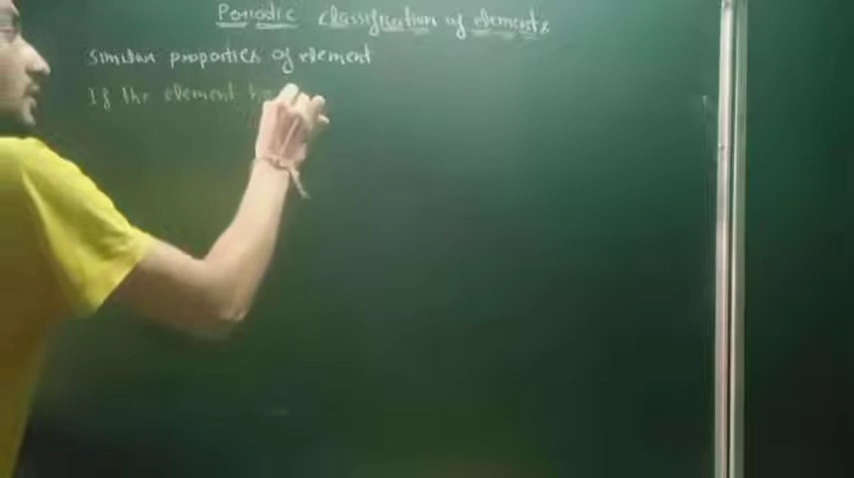 Periodic classification of elements
similar properties of element
If the element